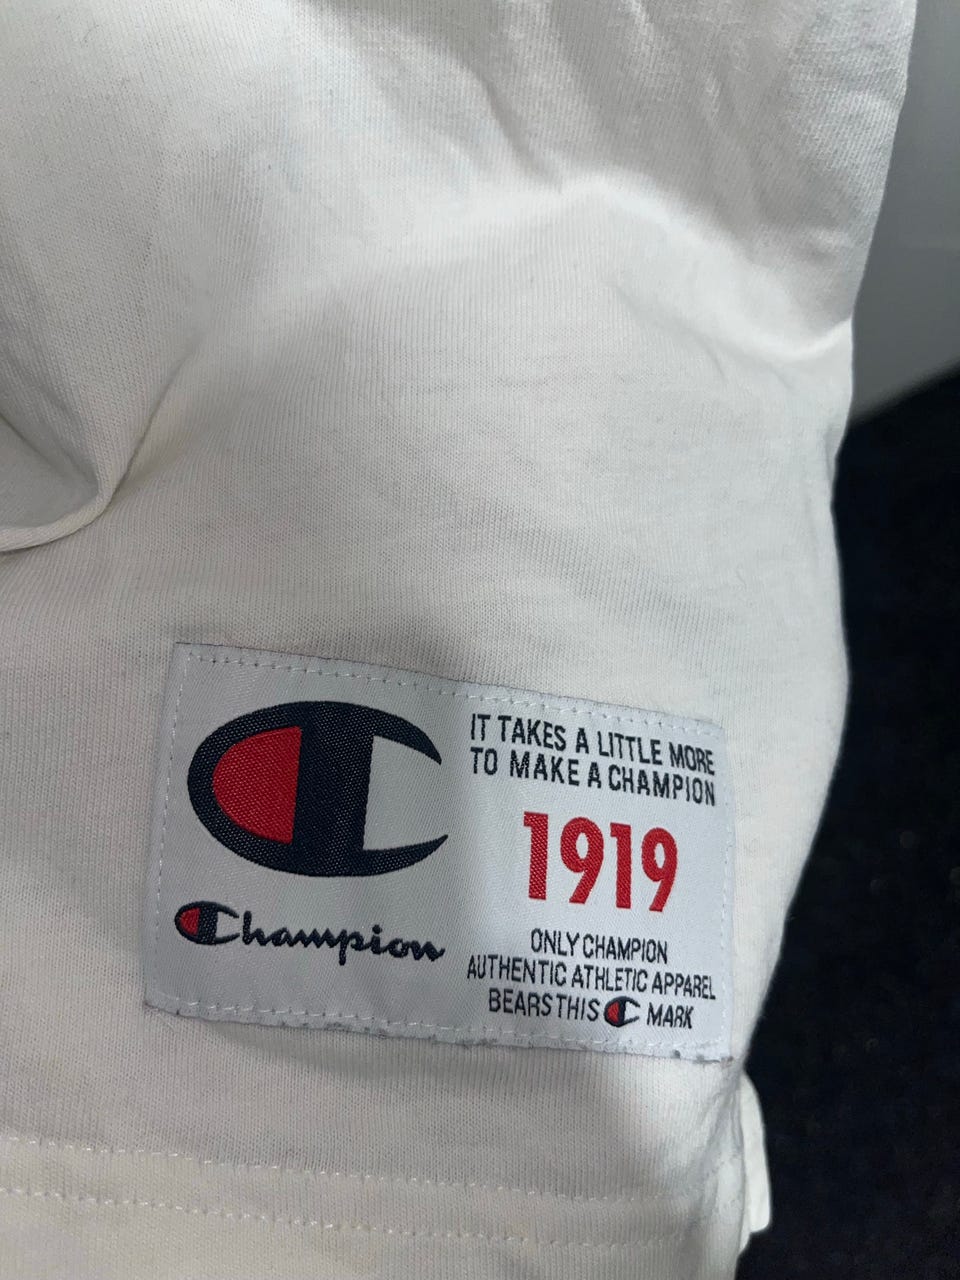 Champion
IT TAKES A LITTLE MORE
TO MAKE A CHAMPION
1919
ONLY CHAMPION
AUTHENTIC ATHLETIC APPAREL
BEARS THIS C MARK